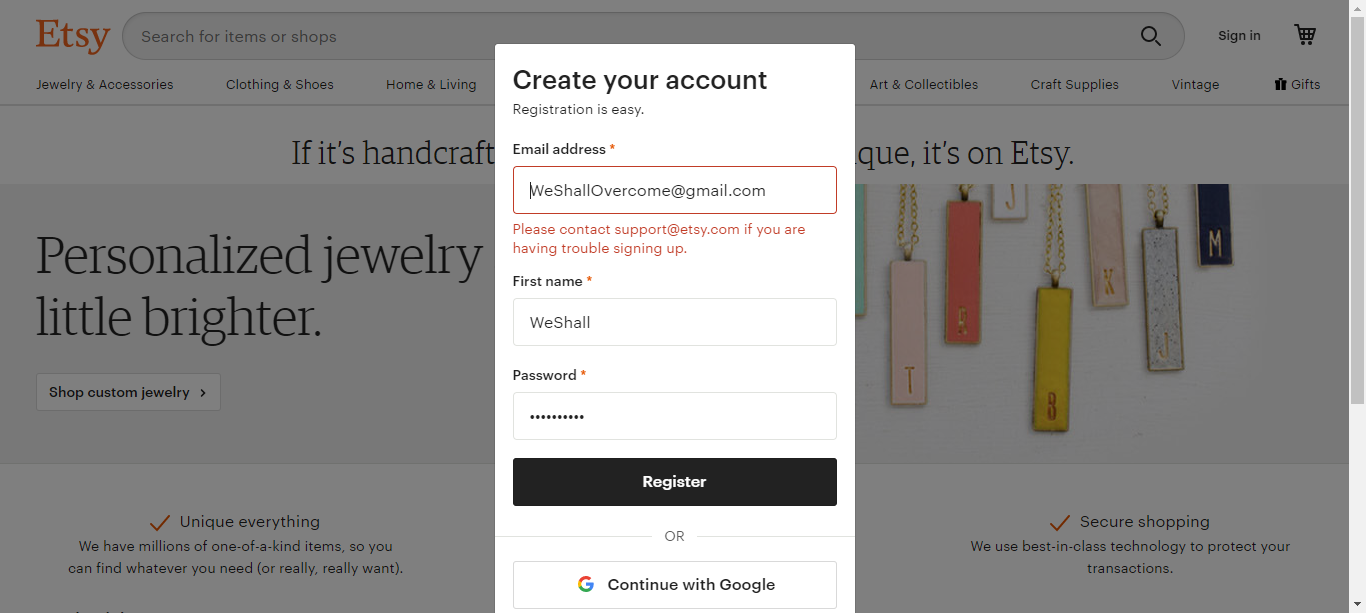 Etsy
Search for items or shops
Sign in
Jewelry & Accessories
Clothing & Shoes
Home & Living
Art & Collectibles
Craft Supplies
Vintage
Gifts
If it's handcraft
que, it's on Etsy.
Personalized jewelry
little brighter.
Shop custom jewelry
Create your account
Registration is easy.
Email address *
WeShallOvercome@gmail.com
Please contact support@etsy.com if you are
having trouble signing up.
First name *
WeShall
Password *
••••••••••
Register
OR
Continue with Google
J
K
M
T
B
J
Unique everything
We have millions of one-of-a-kind items, so you
can find whatever you need (or really, really want).
Secure shopping
We use best-in-class technology to protect your
transactions.